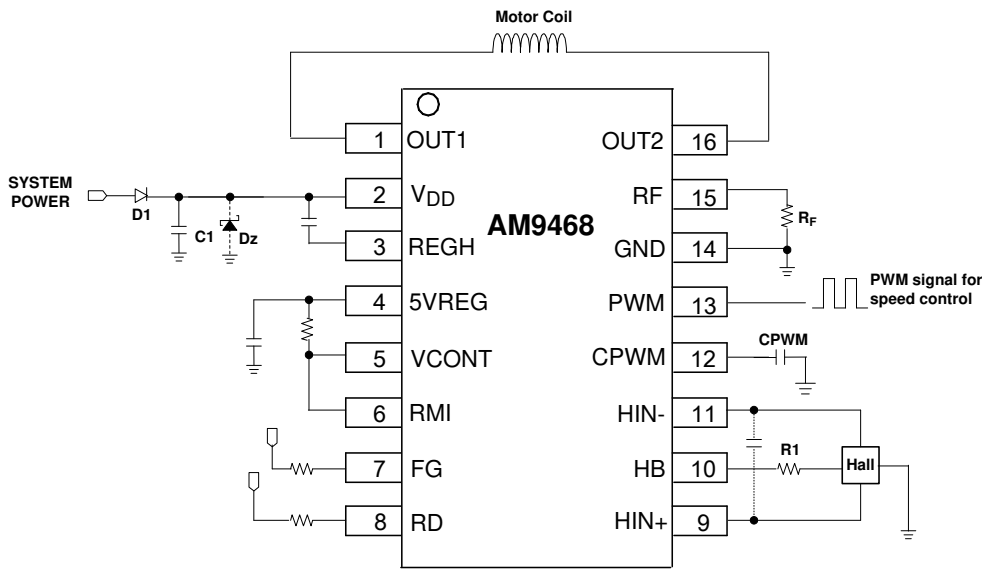 Motor Coil
1 OUT1 OUT2 16
SYSTEM
POWER
D1
C1
Dz
2 VDD RF 15
RF
AM9468
3 REGH GND 14
4 5VREG PWM 13
PWM signal for
speed control
5 VCONT CPWM 12
CPWM
6 RMI HIN- 11
7 FG HB 10
R1
Hall
8 RD HIN+ 9